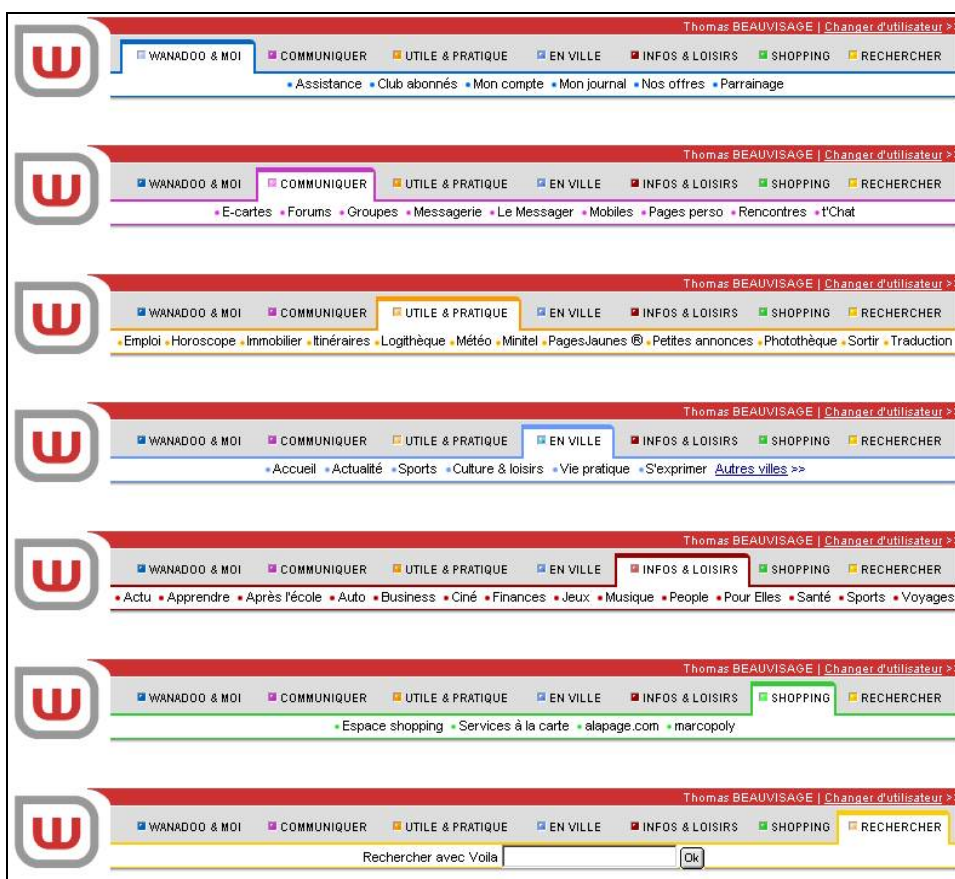 Thomas BEAUVISAGE | Changer d'utilisateur >>
w
WANADOO & MOI COMMUNIQUER UTILE & PRATIQUE EN VILLE INFOS & LOISIRS SHOPPING RECHERCHER
• Assistance • Club abonnés • Mon compte • Mon journal • Nos offres • Parrainage
Thomas BEAUVISAGE | Changer d'utilisateur >>
w
WANADOO & MOI COMMUNIQUER UTILE & PRATIQUE EN VILLE INFOS & LOISIRS SHOPPING RECHERCHER
• E-cartes • Forums • Groupes • Messagerie • Le Messager • Mobiles • Pages perso • Rencontres • t'Chat
Thomas BEAUVISAGE | Changer d'utilisateur >>
w
WANADOO & MOI COMMUNIQUER UTILE & PRATIQUE EN VILLE INFOS & LOISIRS SHOPPING RECHERCHER
• Emploi • Horoscope • Immobilier • Itinéraires • Logithèque • Météo • Minitel • PagesJaunes ® • Petites annonces • Photothèque • Sortir • Traduction
Thomas BEAUVISAGE | Changer d'utilisateur >>
w
WANADOO & MOI COMMUNIQUER UTILE & PRATIQUE EN VILLE INFOS & LOISIRS SHOPPING RECHERCHER
• Accueil • Actualité • Sports • Culture & loisirs • Vie pratique • S'exprimer Autres villes >>
Thomas BEAUVISAGE | Changer d'utilisateur >>
w
WANADOO & MOI COMMUNIQUER UTILE & PRATIQUE EN VILLE INFOS & LOISIRS SHOPPING RECHERCHER
• Actu • Apprendre • Après l'école • Auto • Business • Ciné • Finances • Jeux • Musique • People • Pour Elles • Santé • Sports • Voyages
Thomas BEAUVISAGE | Changer d'utilisateur >>
w
WANADOO & MOI COMMUNIQUER UTILE & PRATIQUE EN VILLE INFOS & LOISIRS SHOPPING RECHERCHER
• Espace shopping • Services à la carte • alapage.com • marcopoly
Thomas BEAUVISAGE | Changer d'utilisateur >>
w
WANADOO & MOI COMMUNIQUER UTILE & PRATIQUE EN VILLE INFOS & LOISIRS SHOPPING RECHERCHER
Rechercher avec Voila Ok